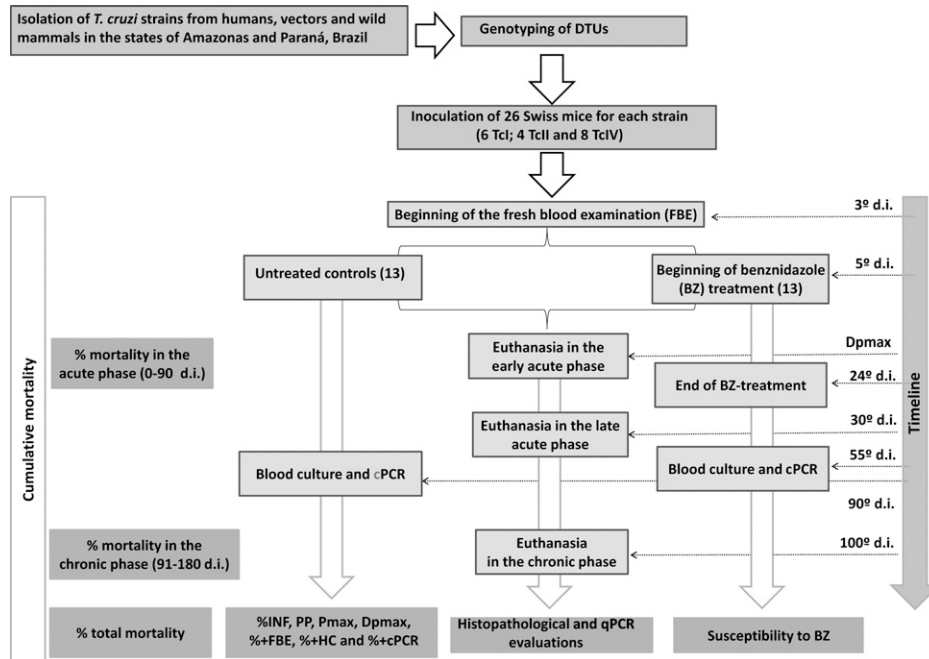 Isolation of T. cruzi strains from humans, vectors and wild
mammals in the states of Amazonas and Paraná, Brazil
Genotyping of DTUs
Inoculation of 26 Swiss mice for each strain
(6 TcI; 4 TcII and 8 TcIV)
Beginning of the fresh blood examination (FBE)
3º d.i.
Untreated controls (13)
Beginning of benznidazole
(BZ) treatment (13)
5º d.i.
Cumulative mortality
Timeline
% mortality in the
acute phase (0-90 d.i.)
Euthanasia in the
early acute phase
Dpmax
End of BZ-treatment
24º d.i.
Euthanasia in the late
acute phase
30º d.i.
Blood culture and cPCR
Blood culture and cPCR
55º d.i.
90º d.i.
% mortality in the
chronic phase (91-180 d.i.)
Euthanasia
in the chronic phase
100º d.i.
% total mortality
%INF, PP, Pmax, Dpmax,
%+FBE, %+HC and %+cPCR
Histopathological and qPCR
evaluations
Susceptibility to BZ